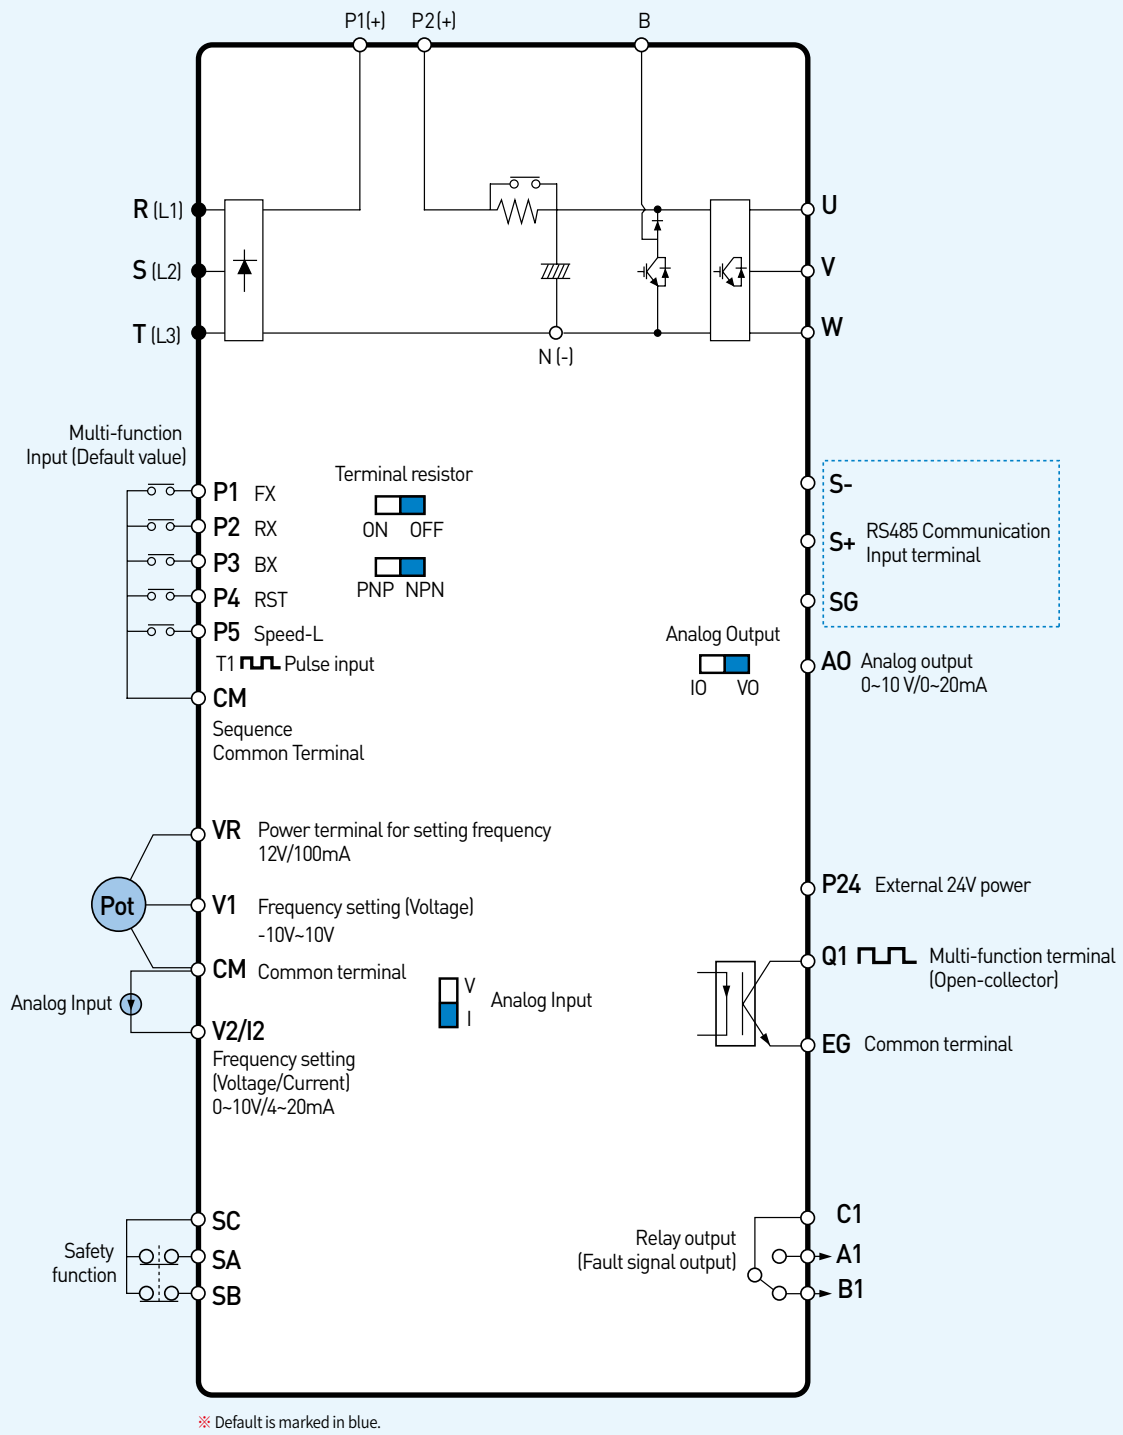 P1(+) P2(+) B
R (L1)
U
S (L2)
V
T (L3)
W
N (-)
Multi-function
Input (Default value)
P1 FX
P2 RX
P3 BX
P4 RST
P5 Speed-L
T1 Pulse input
CM
Sequence
Common Terminal
Terminal resistor
ON OFF
PNP NPN
S-
S+
RS485 Communication
Input terminal
SG
Analog Output
IO VO
AO Analog output
0~10 V/0~20mA
VR Power terminal for setting frequency
12V/100mA
Pot
V1 Frequency setting (Voltage)
-10V~10V
CM Common terminal
Analog Input
V2/I2
Frequency setting
(Voltage/Current)
0~10V/4~20mA
V
I
Analog Input
P24 External 24V power
Q1 Multi-function terminal
(Open-collector)
EG Common terminal
Safety
function
SC
SA
SB
Relay output
(Fault signal output)
C1
A1
B1
※ Default is marked in blue.